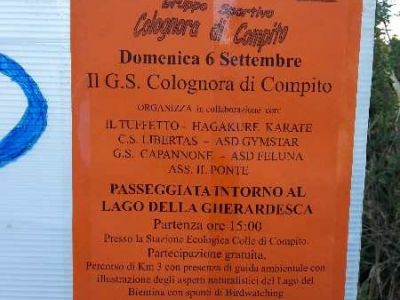 Gruppo Sportivo
Colognora di Compito
Domenica 6 Settembre
Il G.S. Colognora di Compito
ORGANIZZA in collaborazione con:
IL TUFFETTO - HAGAKURE KARATE
C.S. LIBERTAS - ASD GYMSTAR
G.S. CAPANNONE - ASD FELUNA
ASS. IL PONTE
PASSEGGIATA INTORNO AL
LAGO DELLA GHERARDESCA
Partenza ore 15:00
Presso la Stazione Ecologica Colle di Compito.
Partecipazione gratuita.
Percorso di Km 3 con presenza di guida ambientale con
illustrazione degli aspetti naturalistici del Lago del
Bientina con spunti di Birdwatching